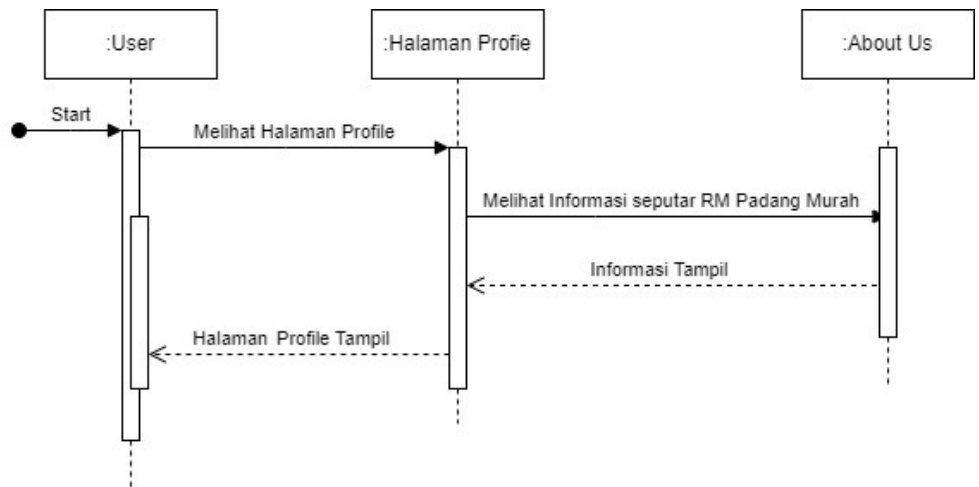 :User
:Halaman Profie
:About Us
Start
Melihat Halaman Profile
Melihat Informasi seputar RM Padang Murah
Informasi Tampil
Halaman Profile Tampil